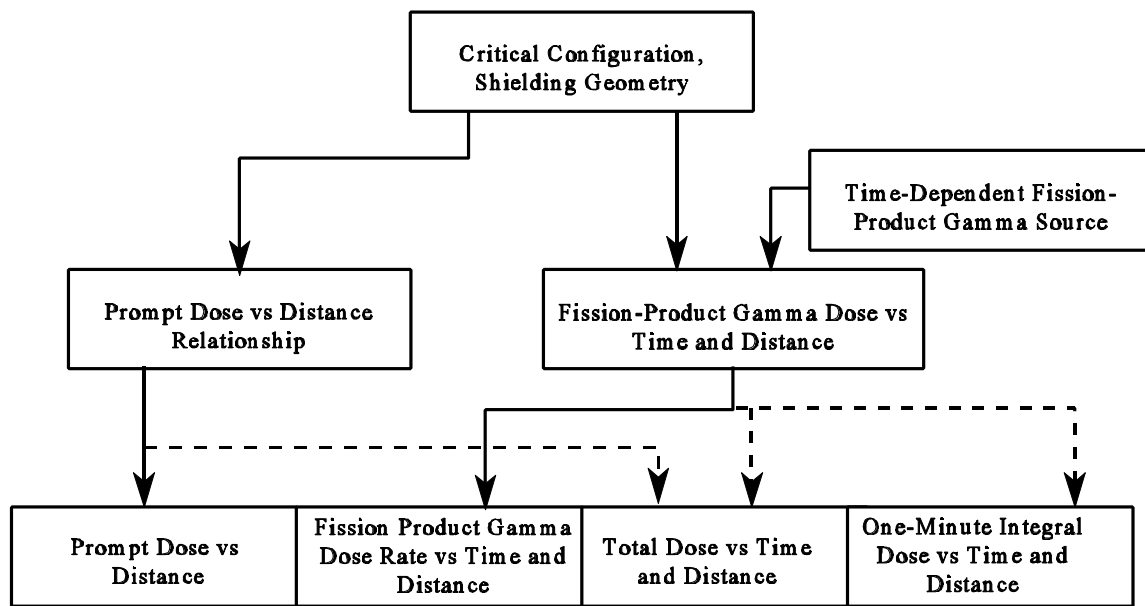 Critical Configuration,
Shielding Geometry
Time-Dependent Fission-
Product Gamma Source
Prompt Dose vs Distance
Relationship
Fission-Product Gamma Dose vs
Time and Distance
Prompt Dose vs
Distance
Fission Product Gamma
Dose Rate vs Time and
Distance
Total Dose vs Time
and Distance
One-Minute Integral
Dose vs Time and
Distance